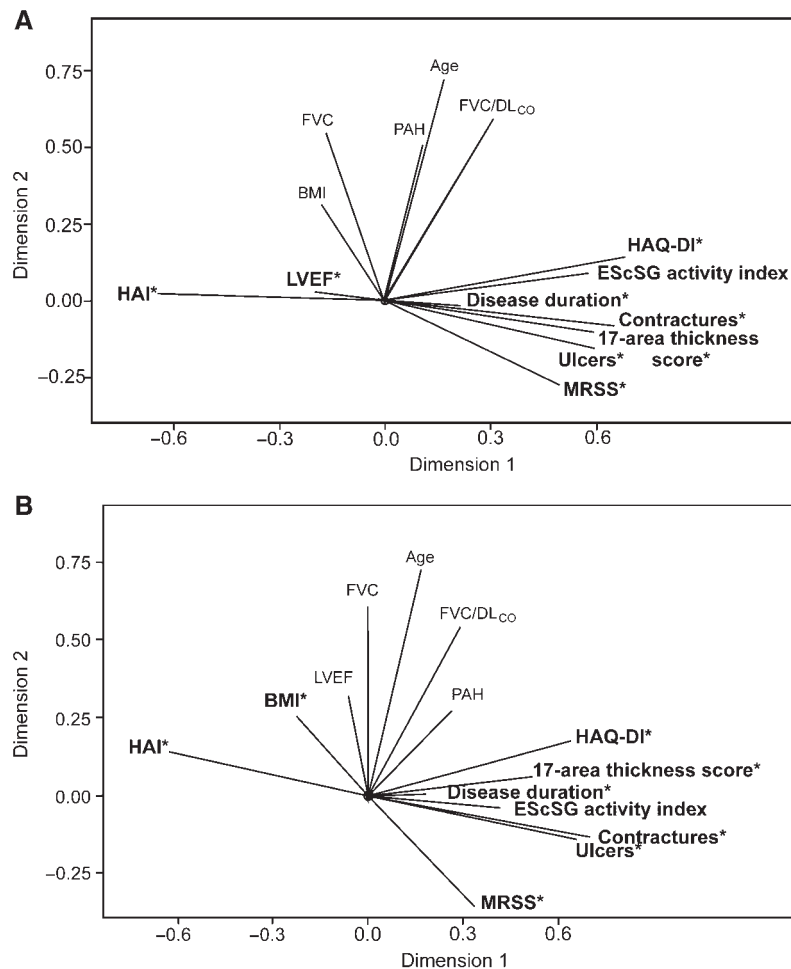 A
Age
FVC/DLCO
FVC
PAH
BMI
HAQ-DI*
EScSG activity index
LVEF*
HAI*
Disease duration*
Contractures*
17-area thickness
Ulcers* score*
MRSS*
0.75
0.50
0.25
0.00
−0.25
Dimension 2
−0.6 −0.3 0.0 0.3 0.6
Dimension 1
B
Age
FVC
FVC/DLCO
LVEF
PAH
BMI*
HAQ-DI*
HAI*
17-area thickness score*
Disease duration*
EScSG activity index
Contractures*
Ulcers*
MRSS*
0.75
0.50
0.25
0.00
−0.25
Dimension 2
−0.6 −0.3 0.0 0.3 0.6
Dimension 1